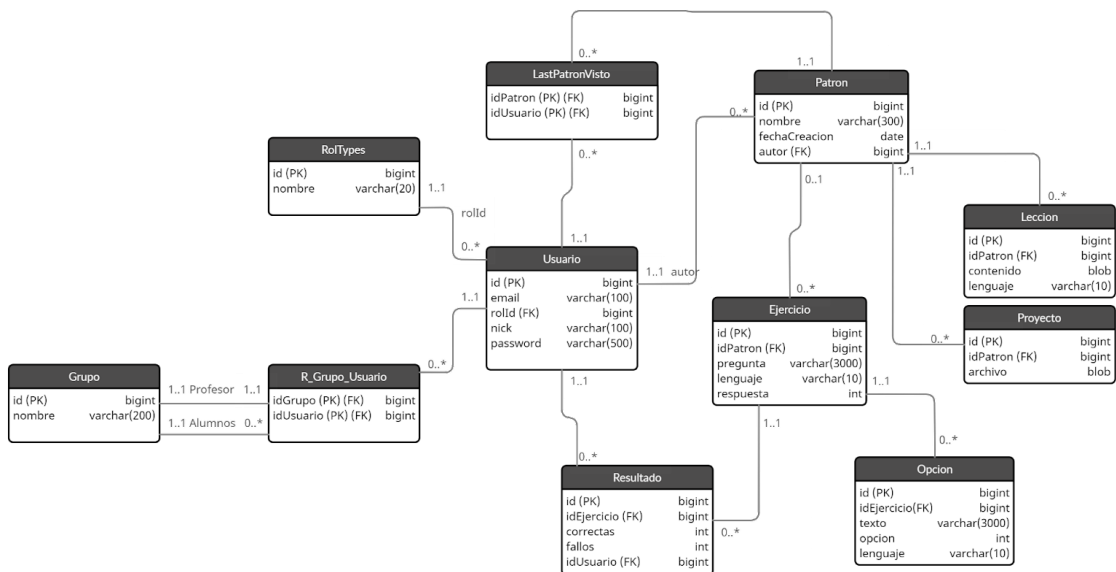 0..*
1..1
LastPatronVisto
idPatron (PK) (FK) bigint
idUsuario (PK) (FK) bigint
0..*
Patron
id (PK) bigint
nombre varchar(300)
fechaCreacion date
autor (FK) bigint
0..*
1..1
1..1
0..1
RolTypes
id (PK) bigint
nombre varchar(20)
1..1
rolId
0..*
1..1
0..*
Leccion
id (PK) bigint
idPatron (FK) bigint
contenido blob
lenguaje varchar(10)
Usuario
id (PK) bigint
email varchar(100)
rolId (FK) bigint
nick varchar(100)
password varchar(500)
1..1 autor
1..1
0..*
0..*
Ejercicio
id (PK) bigint
idPatron (FK) bigint
pregunta varchar(3000)
lenguaje varchar(10)
respuesta int
0..*
Proyecto
id (PK) bigint
idPatron (FK) bigint
archivo blob
Grupo
id (PK) bigint
nombre varchar(200)
1..1 Profesor 1..1
1..1 Alumnos 0..*
R_Grupo_Usuario
idGrupo (PK) (FK) bigint
idUsuario (PK) (FK) bigint
1..1
1..1
1..1
0..*
0..*
0..*
Resultado
id (PK) bigint
idEjercicio (FK) bigint
correctas int
fallos int
idUsuario (FK) bigint
Opcion
id (PK) bigint
idEjercicio(FK) bigint
texto varchar(3000)
opcion int
lenguaje varchar(10)